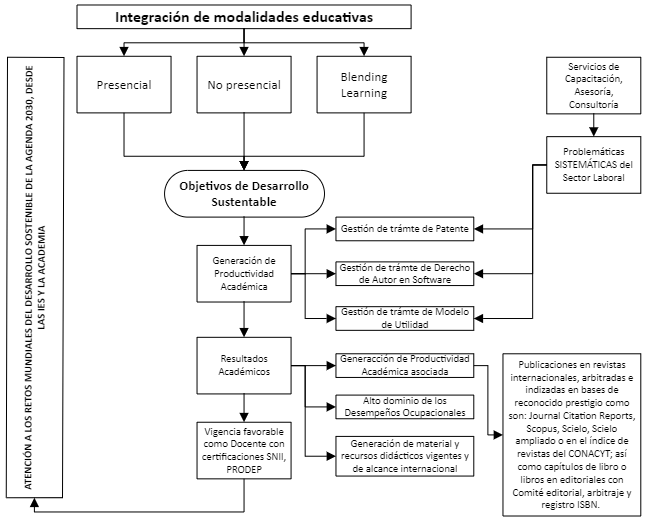 Integración de modalidades educativas
Presencial
No presencial
Blending
Learning
Servicios de
Capacitación,
Asesoría,
Consultoría
Problemáticas
SISTEMÁTICAS del
Sector Laboral
Objetivos de Desarrollo
Sustentable
Gestión de trámte de Patente
Generación de
Productividad
Académica
Gestión de trámte de Derecho
de Autor en Software
Gestión de trámte de Modelo
de Utilidad
Resultados
Académicos
Generacción de Productividad
Académica asociada
Alto dominio de los
Desempeños Ocupacionales
Generación de material y
recursos didácticos vigentes y
de alcance internacional
Publicaciones en revistas
internacionales, arbitradas e
indizadas en bases de
reconocido prestigio como
son: Journal Citation Reports,
Scopus, Scielo, Scielo
ampliado o en el índice de
revistas del CONACYT; así
como capítulos de libro o
libros en editoriales con
Comité editorial, arbitraje y
registro ISBN.
Vigencia favorable
como Docente con
certificaciones SNII,
PRODEP
ATENCIÓN A LOS RETOS MUNDIALES DEL DESARROLLO SOSTENIBLE DE LA AGENDA 2030, DESDE
LAS IES Y LA ACADEMIA